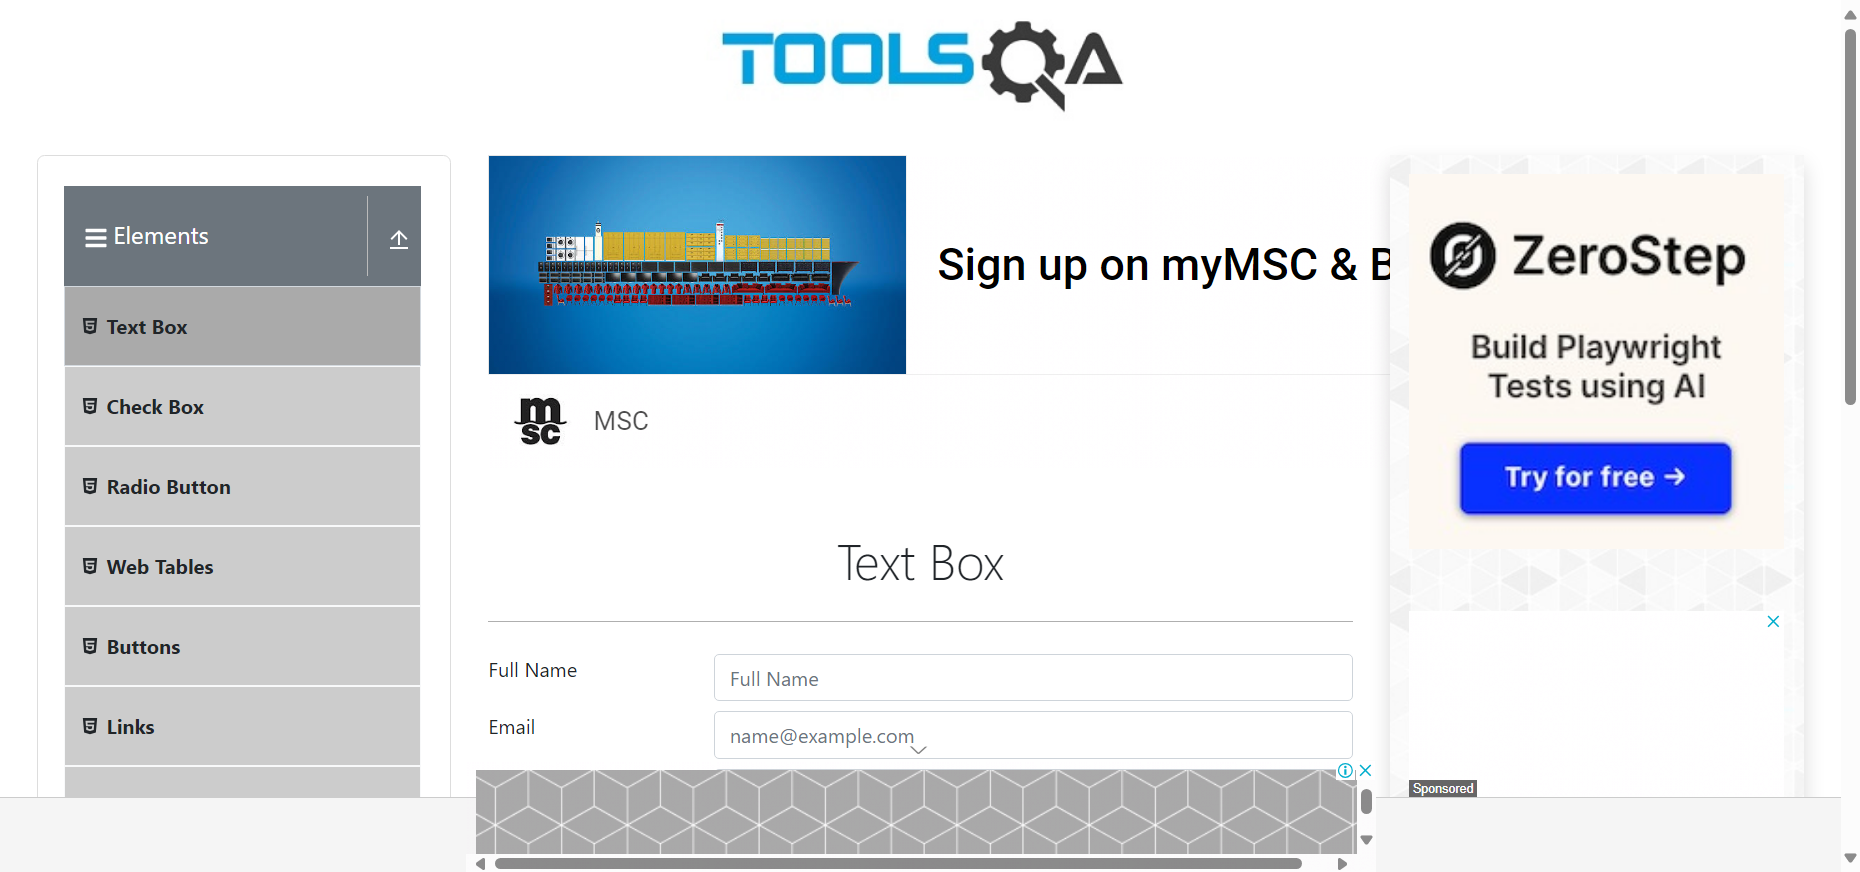 TOOLSQA
Elements
Text Box
Check Box
Radio Button
Web Tables
Buttons
Links
Sign up on myMSC & B
msc
MSC
Text Box
Full Name
Full Name
Email
name@example.com
ZeroStep
Build Playwright
Tests using AI
Try for free →
Sponsored